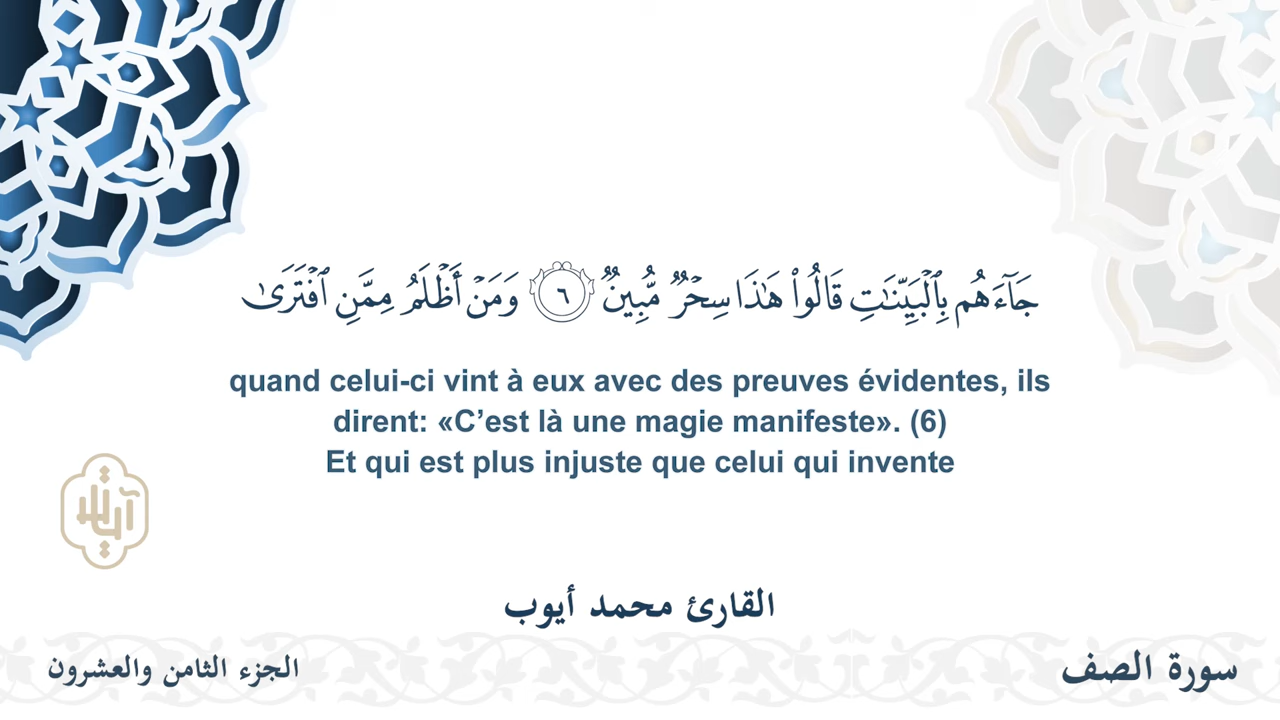 جَآءَهُم بِٱلْبَيِّنَٰتِ قَالُوا۟ هَٰذَا سِحْرٌ مُّبِينٌ ٦ وَمَنْ أَظْلَمُ مِمَّنِ ٱفْتَرَىٰ
quand celui-ci vint à eux avec des preuves évidentes, ils
dirent: «C’est là une magie manifeste». (6)
Et qui est plus injuste que celui qui invente
آيات
القارئ محمد أيوب
سورة الصف
الجزء الثامن والعشرون